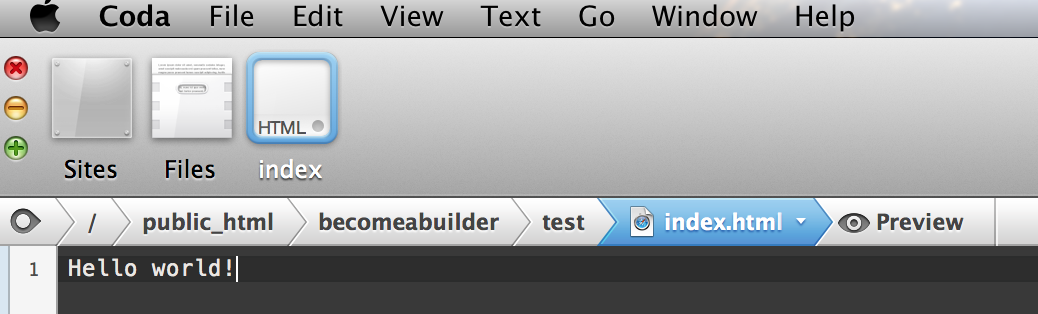 Coda File Edit View Text Go Window Help
HTML
Sites Files index
/ public_html becomeabuilder test index.html Preview
1 Hello world!